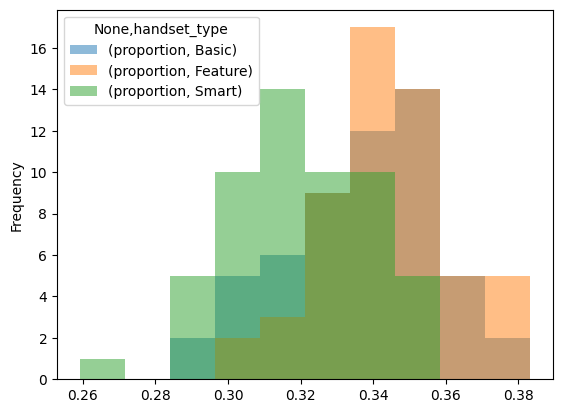 None,handset_type
(proportion, Basic)
(proportion, Feature)
(proportion, Smart)
Frequency
16
14
12
10
8
6
4
2
0
0.26 0.28 0.30 0.32 0.34 0.36 0.38